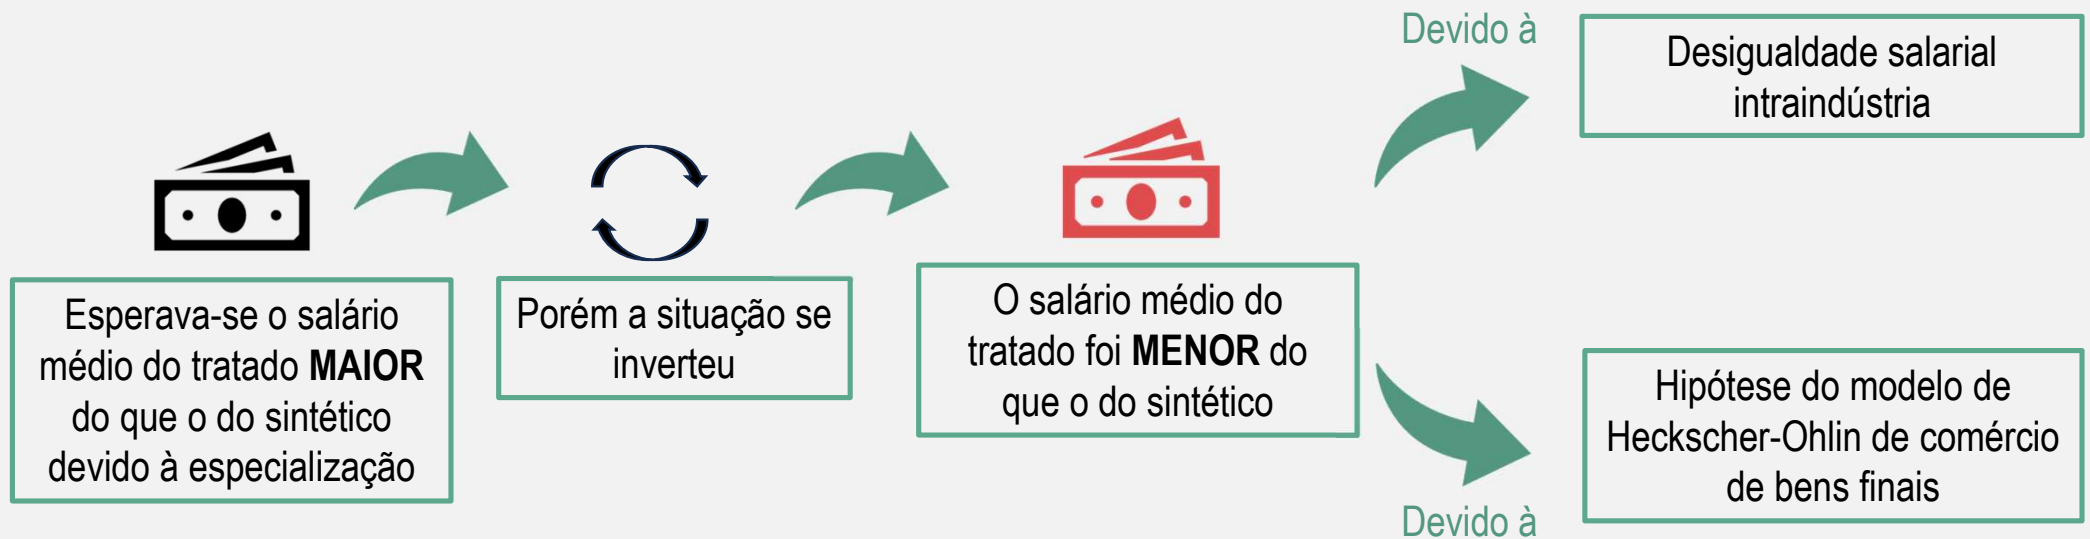 Esperava-se o salário
médio do tratado MAIOR
do que o do sintético
devido à especialização
Porém a situação se
inverteu
O salário médio do
tratado foi MENOR do
que o do sintético
Devido à
Desigualdade salarial
intraindústria
Devido à
Hipótese do modelo de
Heckscher-Ohlin de comércio
de bens finais